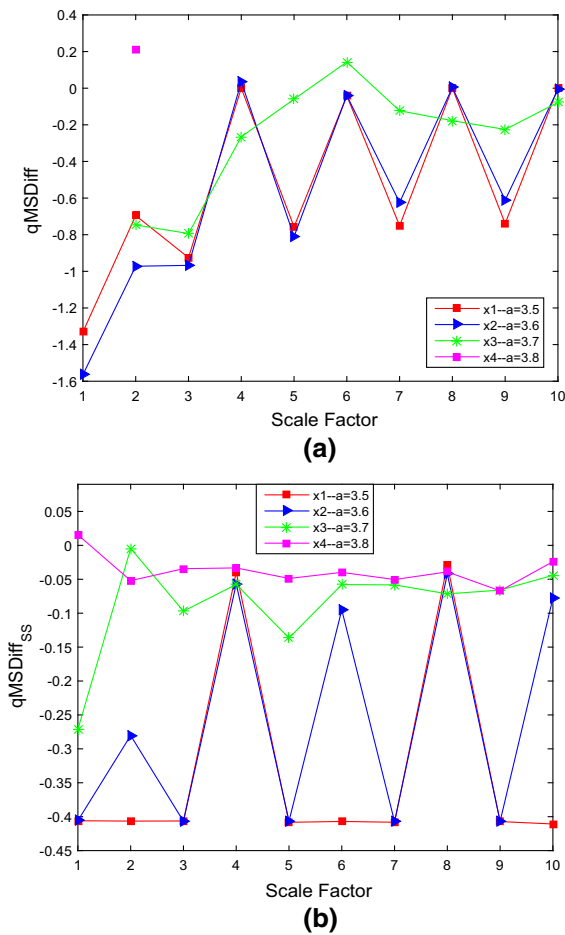 0.4
0.2
0
-0.2
-0.4
-0.6
-0.8
-1
-1.2
-1.4
-1.6
qMSDiff
x1--a=3.5
x2--a=3.6
x3--a=3.7
x4--a=3.8
1 2 3 4 5 6 7 8 9 10
Scale Factor
(a)
x1--a=3.5
x2--a=3.6
x3--a=3.7
x4--a=3.8
0.05
0
-0.05
-0.1
-0.15
-0.2
-0.25
-0.3
-0.35
-0.4
-0.45
qMSDiffSS
1 2 3 4 5 6 7 8 9 10
Scale Factor
(b)